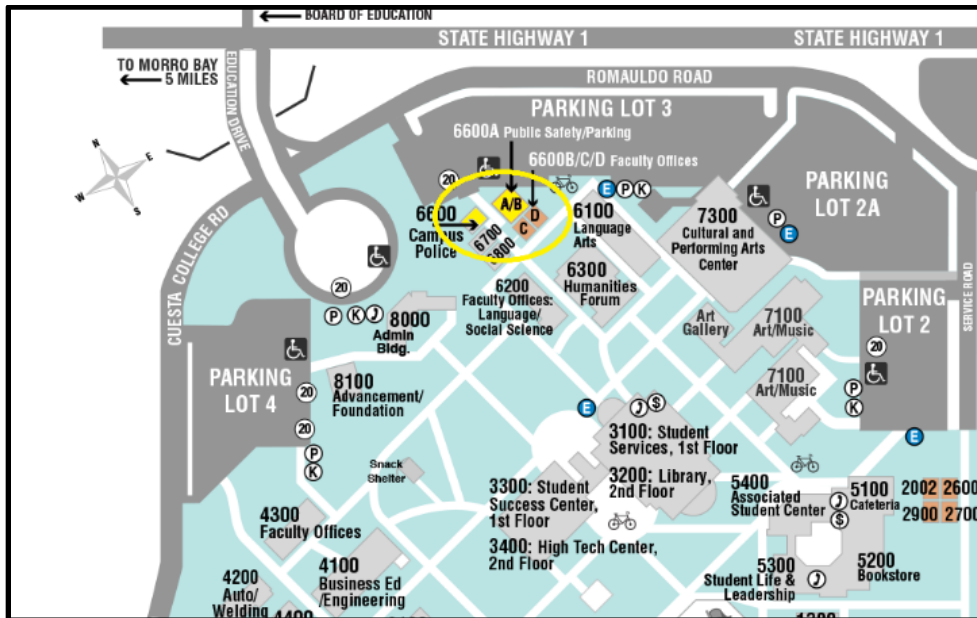 BOARD OF EDUCATION
STATE HIGHWAY 1
STATE HIGHWAY 1
TO MORRO BAY
5 MILES
EDUCATION DRIVE
ROMAULDO ROAD
PARKING LOT 3
6600A Public Safety/Parking
6600B/C/D Faculty Offices
N
E
W
S
CUESTA COLLEGE RD
20
A/B
D
C
6600
Campus
Police
6700
6800
E
P
K
6100
Language
Arts
7300
Cultural and
Performing Arts
Center
PARKING
LOT 2A
P
E
6200
Faculty Offices:
Language/
Social Science
6300
Humanities
Forum
20
P
K
J
8000
Admin
Bldg.
Art
Gallery
7100
Art/Music
PARKING
LOT 2
20
SERVICE ROAD
PARKING
LOT 4
20
20
P
K
8100
Advancement/
Foundation
7100
Art/Music
P
K
E
J
$
E
3100: Student
Services, 1st Floor
3200: Library,
2nd Floor
Snack
Shelter
3300: Student
Success Center,
1st Floor
3400: High Tech Center,
2nd Floor
5400
Associated
Student Center
J
$
5100
Cafeteria
2002 2600
2900 2700
4300
Faculty Offices
4100
Business Ed
/Engineering
4200
Auto/
Welding
4400
5300
Student Life &
Leadership
J
5200
Bookstore